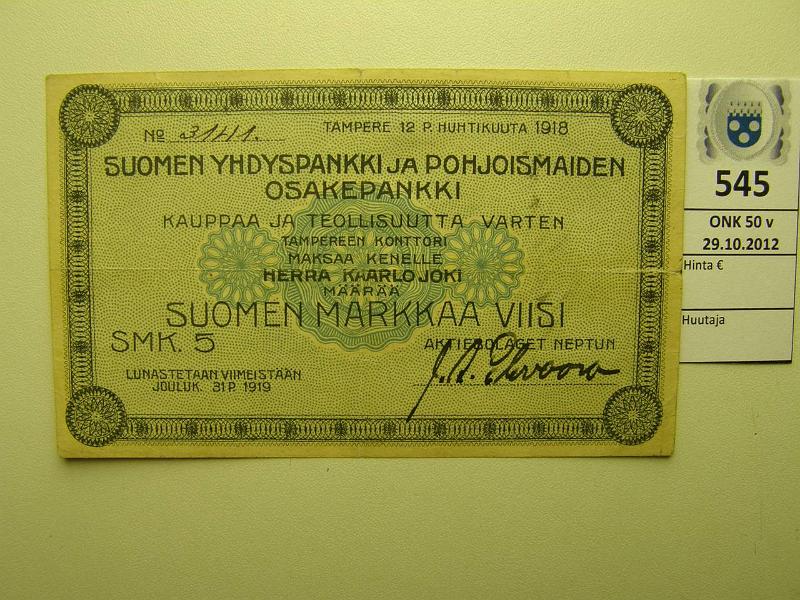 No 3141.
TAMPERE 12 P. HUHTIKUUTA 1918
SUOMEN YHDYSPANKKI JA POHJOISMAIDEN
OSAKEPANKKI
KAUPPAA JA TEOLLISUUTTA VARTEN
TAMPEREEN KONTTORI
MAKSAA KENELLE
HERRA KAARLO JOKI
MÄÄRÄÄ
SUOMEN MARKKAA VIISI
SMK. 5
AKTIEBOLAGET NEPTUN
LUNASTETAAN VIIMEISTÄÄN
JOULUK. 31 P. 1919
545
ONK 50 v
29.10.2012
Hinta €
Huutaja